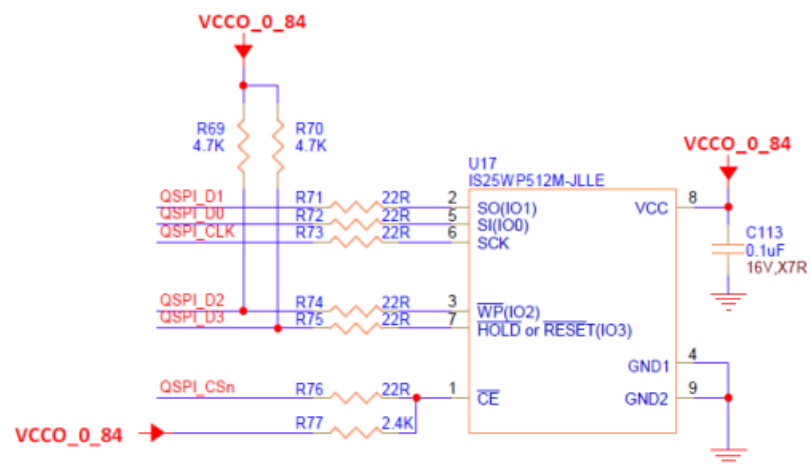 VCCO_0_84
R69
4.7K
R70
4.7K
VCCO_0_84
U17
IS25WP512M-JLLE
QSPI_D1
R71
22R
2
SO(IO1)
VCC
8
QSPI_D0
R72
22R
5
SI(IO0)
QSPI_CLK
R73
22R
6
SCK
C113
0.1uF
16V,X7R
QSPI_D2
R74
22R
3
WP(IO2)
QSPI_D3
R75
22R
7
HOLD or RESET(IO3)
GND1
4
QSPI_CSn
R76
22R
1
CE
GND2
9
VCCO_0_84
R77
2.4K